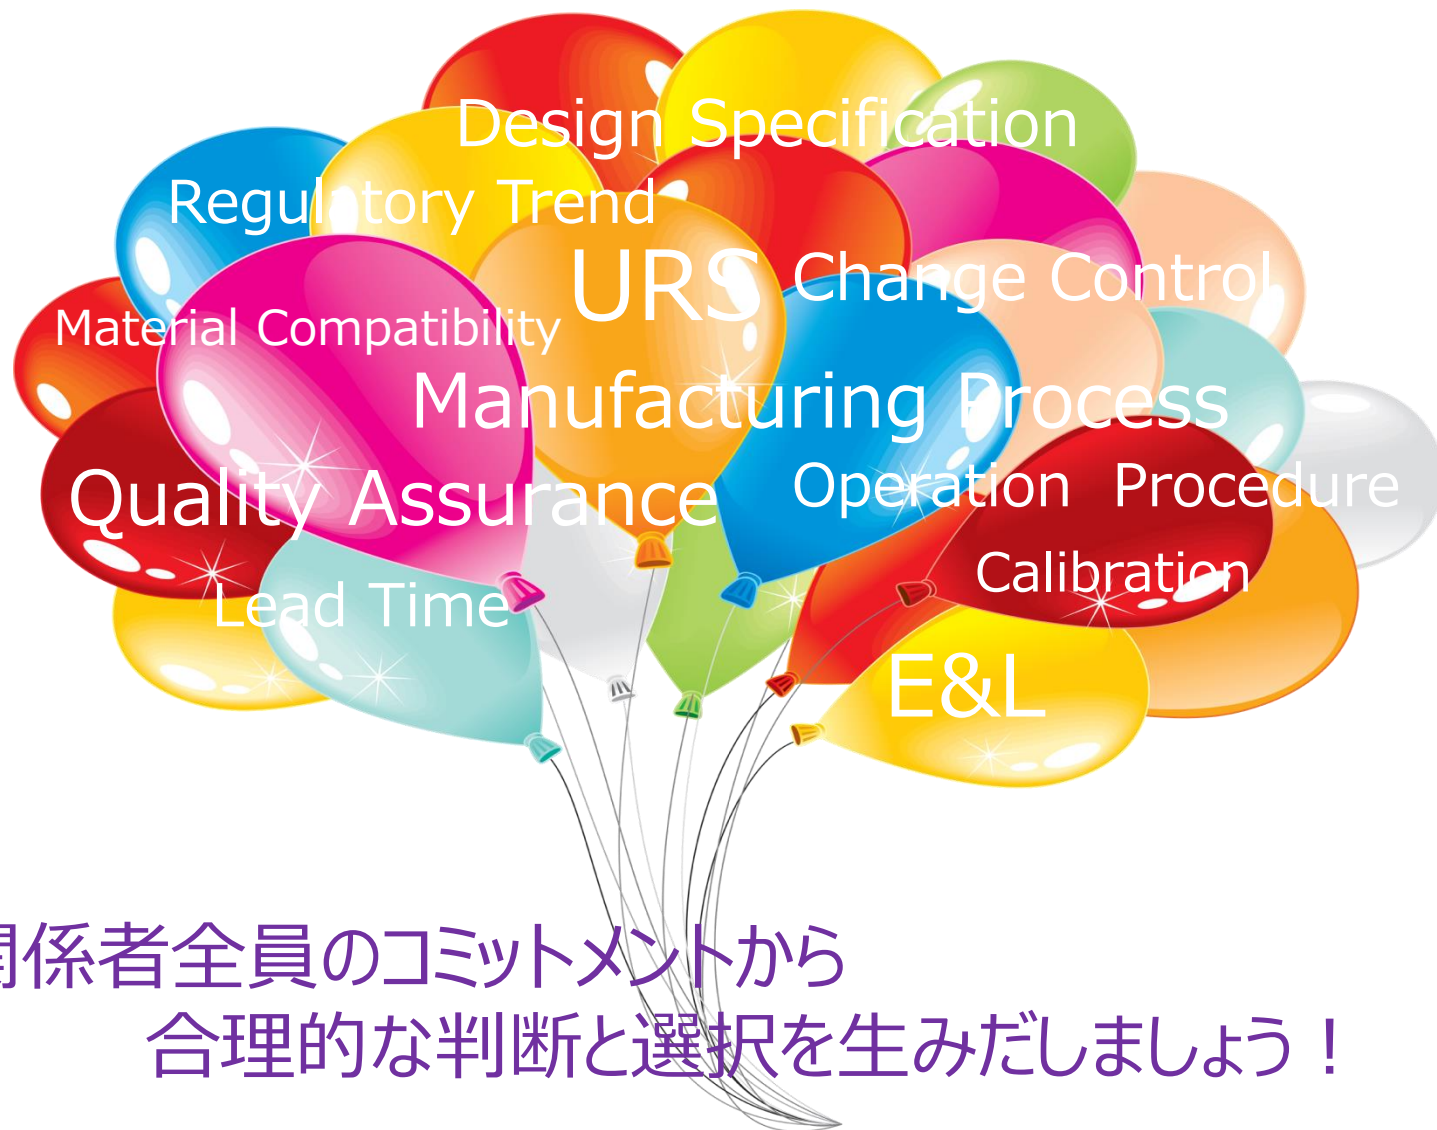 Design Specification
Regulatory Trend
URS
Change Control
Material Compatibility
Manufacturing Process
Quality Assurance
Operation Procedure
Calibration
Lead Time
E&L
関係者全員のコミットメントから
合理的な判断と選択を生みだしましょう！